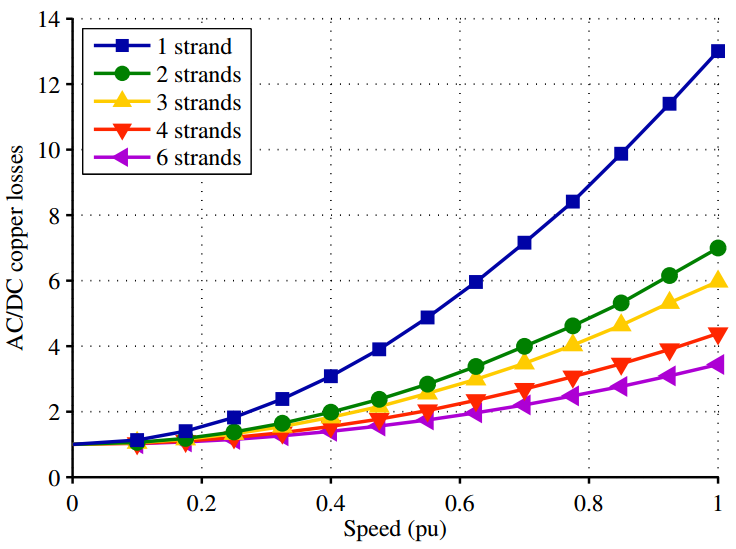 14
12
10
8
6
4
2
0
AC/DC copper losses
1 strand
2 strands
3 strands
4 strands
6 strands
0 0.2 0.4 0.6 0.8 1
Speed (pu)